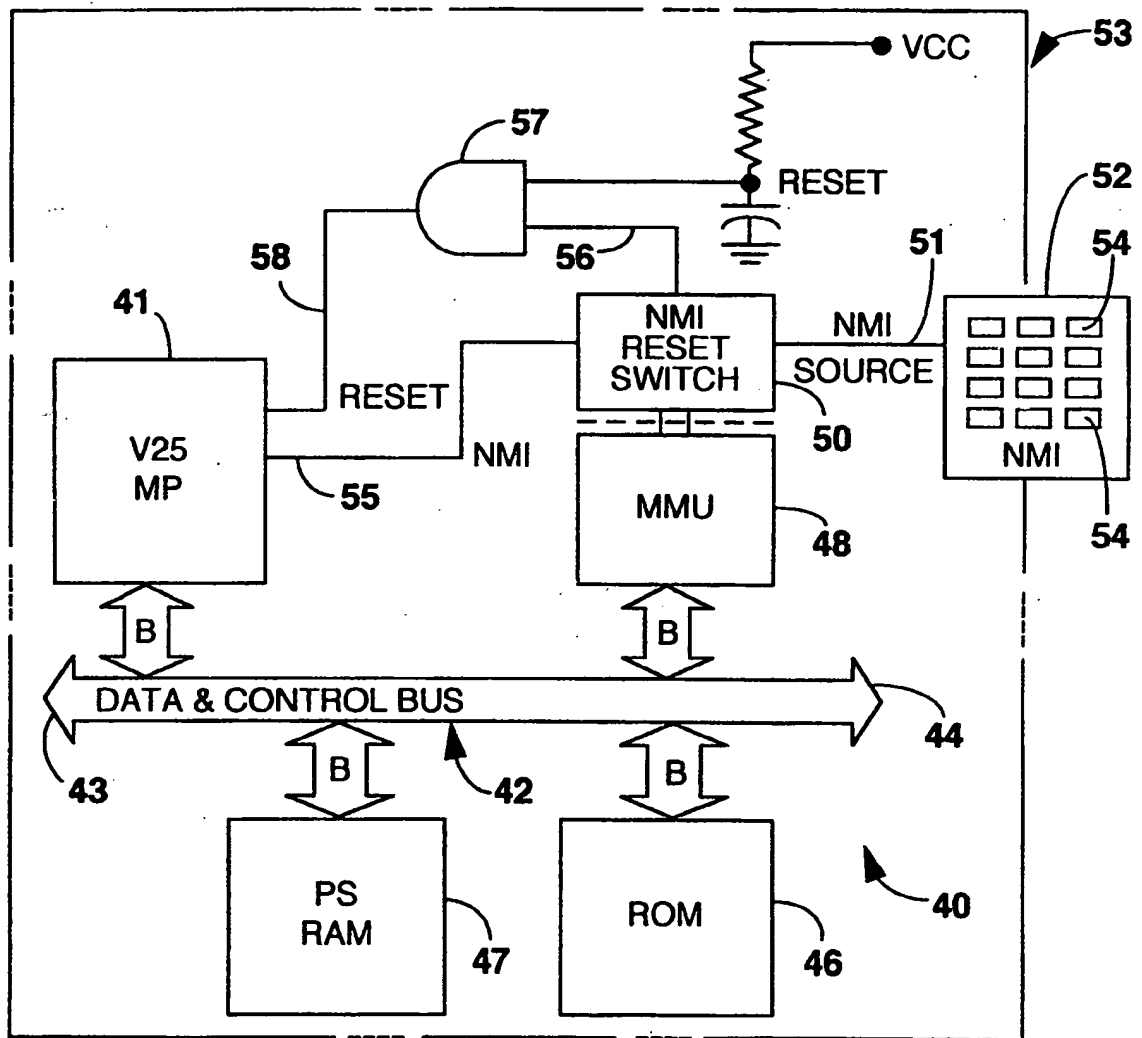 53
VCC
57
RESET
52
56
51
54
58
41
NMI
RESET
SWITCH
NMI
SOURCE
RESET
50
NMI
V25
MP
NMI
55
MMU
48
54
B
B
DATA & CONTROL BUS
44
43
B
42
B
PS
RAM
ROM
40
47
46